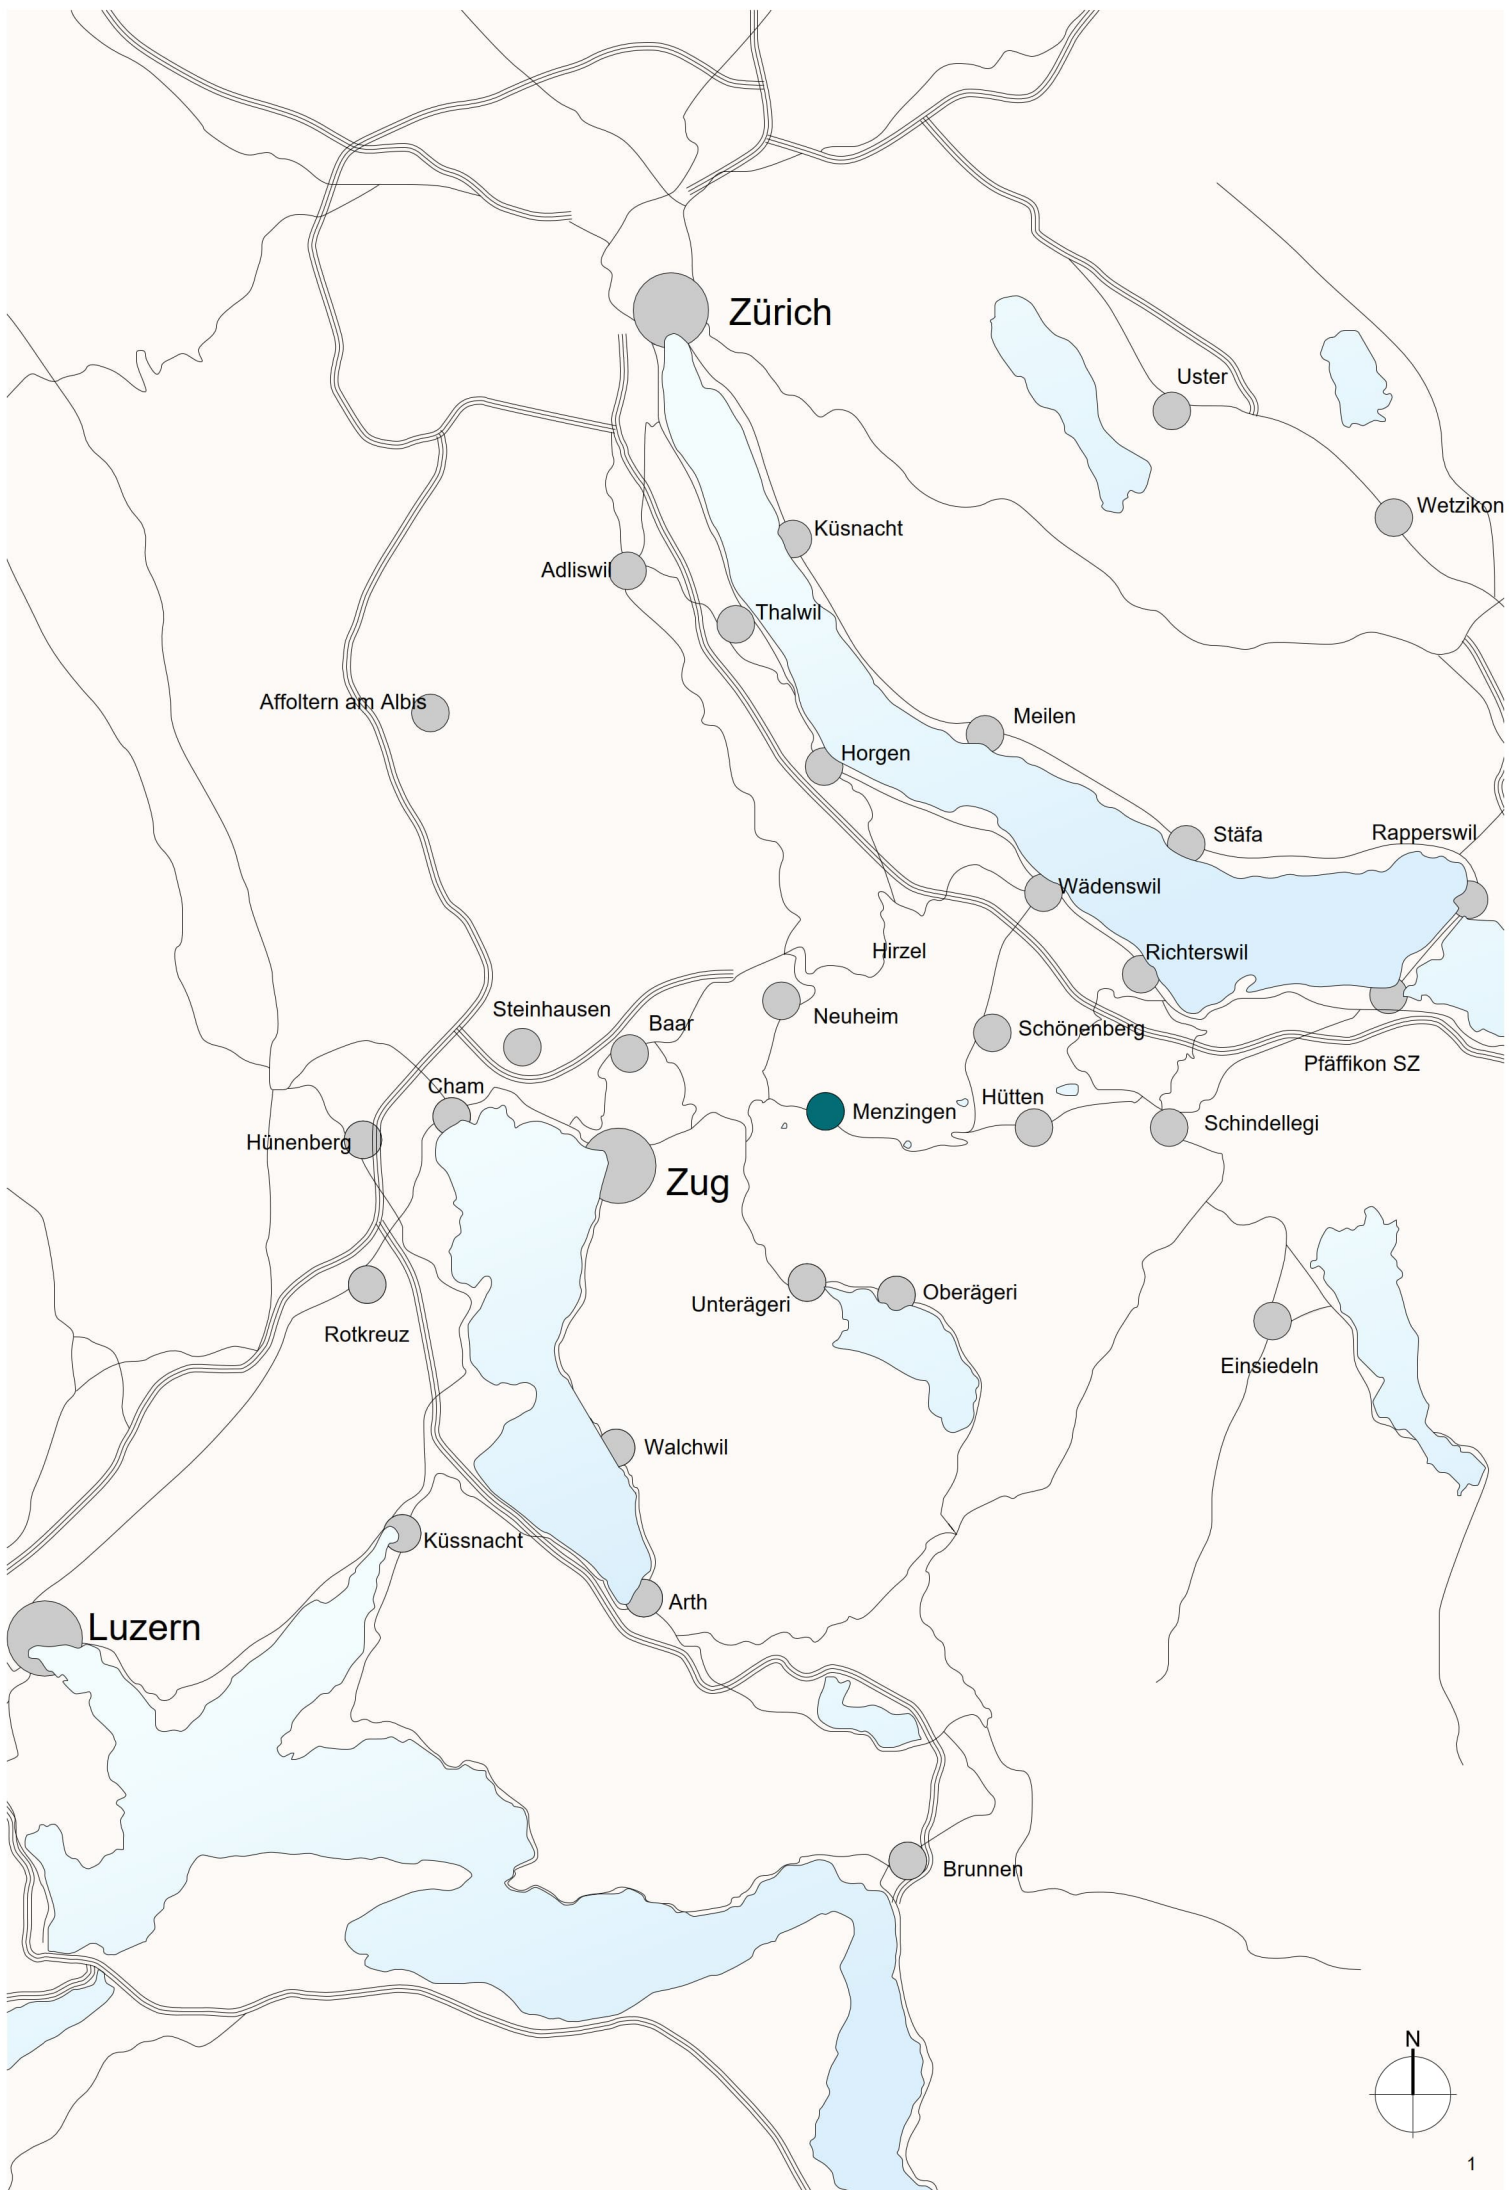 Zürich
Uster
Wetzikon
Küsnacht
Adliswil
Thalwil
Affoltern am Albis
Meilen
Horgen
Stäfa
Rapperswil
Wädenswil
Hirzel
Richterswil
Steinhausen
Baar
Neuheim
Schönenberg
Pfäffikon SZ
Cham
Menzingen
Hütten
Schindellegi
Hünenberg
Zug
Unterägeri
Oberägeri
Rotkreuz
Einsiedeln
Walchwil
Küssnacht
Arth
Luzern
Brunnen
N
1